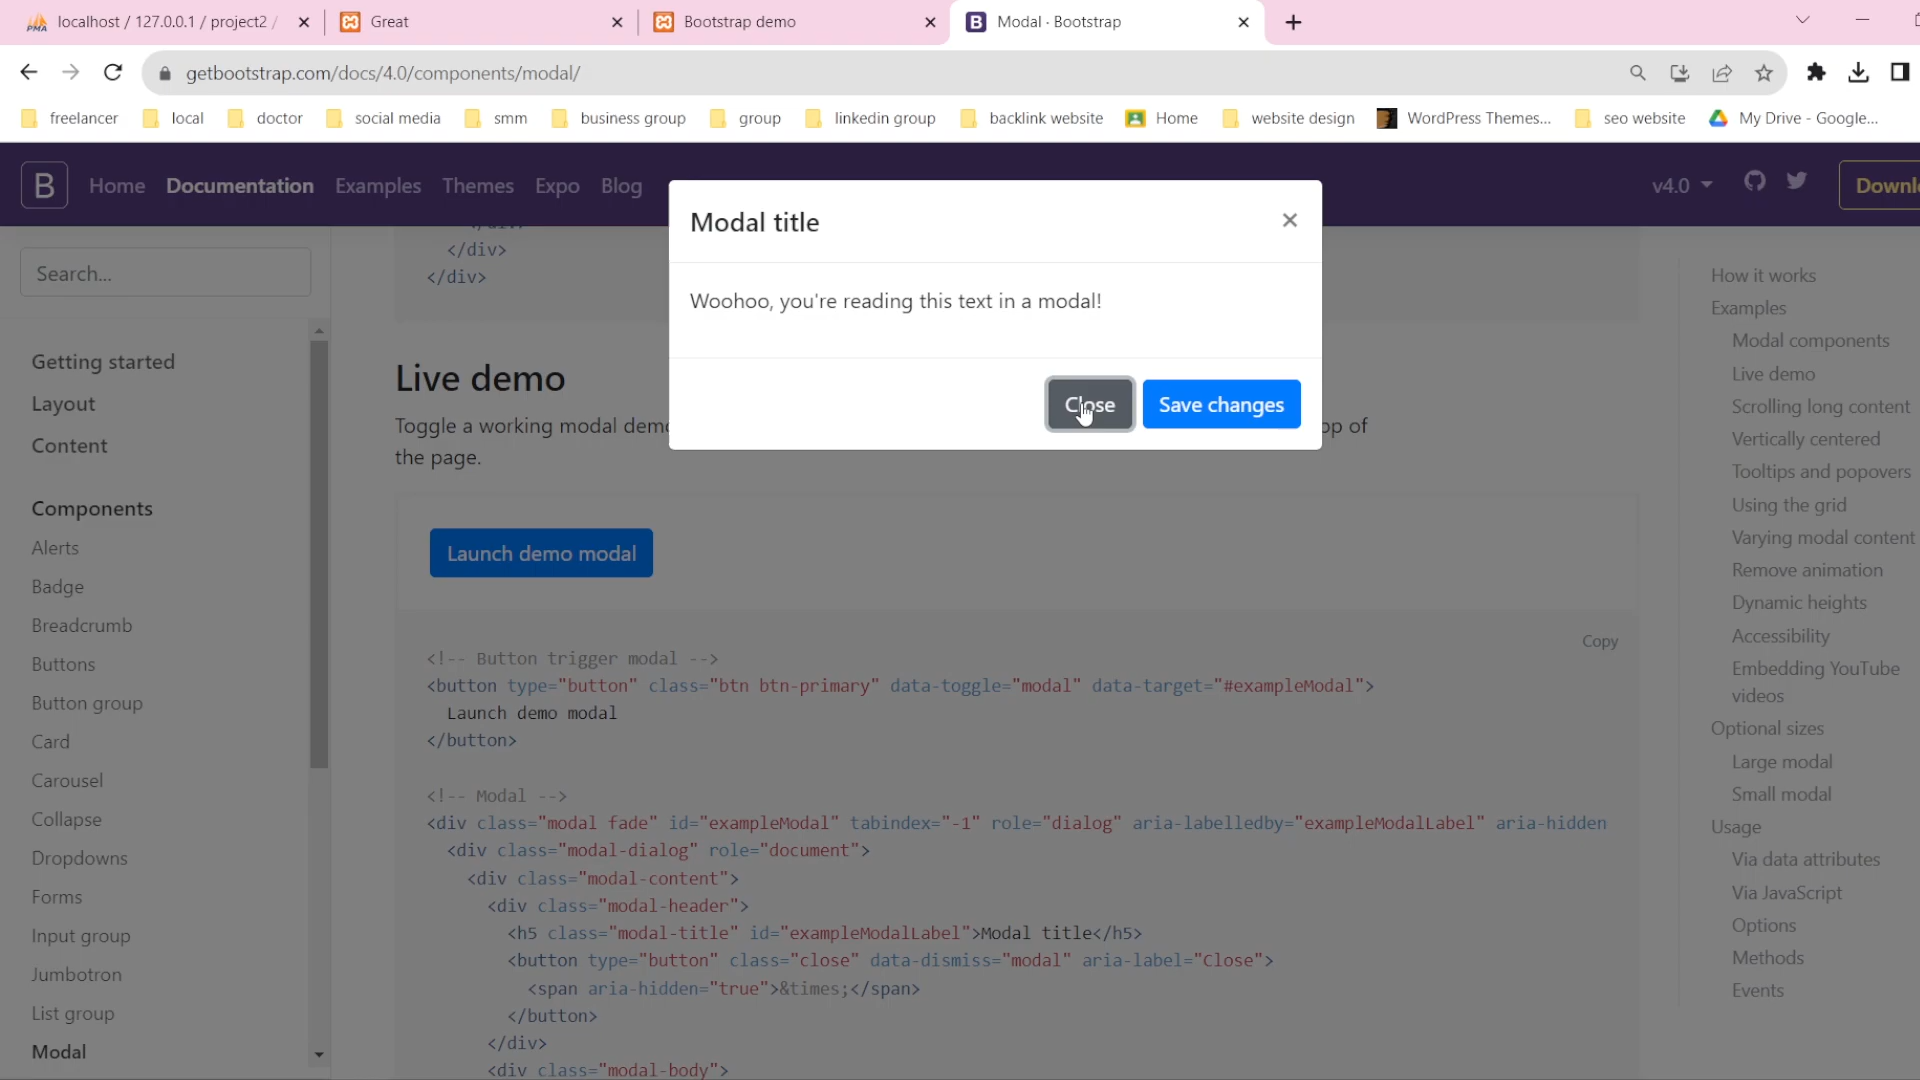 localhost / 127.0.0.1 / project2 /
Great
Bootstrap demo
Modal · Bootstrap
getbootstrap.com/docs/4.0/components/modal/
freelancer
local
doctor
social media
smm
business group
group
linkedin group
backlink website
Home
website design
WordPress Themes...
seo website
My Drive - Google...
B
Home
Documentation
Examples
Themes
Expo
Blog
v4.0
Modal title
×
Woohoo, you're reading this text in a modal!
Close
Save changes
Search...
Getting started
Layout
Content
Components
Alerts
Badge
Breadcrumb
Buttons
Button group
Card
Carousel
Collapse
Dropdowns
Forms
Input group
Jumbotron
List group
Modal
</div>
</div>
Live demo
Toggle a working modal
the page.
Launch demo modal
Copy
<!-- Button trigger modal -->
<button type="button" class="btn btn-primary" data-toggle="modal" data-target="#exampleModal">
Launch demo modal
</button>
<!-- Modal -->
<div class="modal fade" id="exampleModal" tabindex="-1" role="dialog" aria-labelledby="exampleModalLabel" aria-hidden
<div class="modal-dialog" role="document">
<div class="modal-content">
<div class="modal-header">
<h5 class="modal-title" id="exampleModalLabel">Modal title</h5>
<button type="button" class="close" data-dismiss="modal" aria-label="Close">
<span aria-hidden="true">&times;</span>
</button>
</div>
<div class="modal-body">
How it works
Examples
Modal components
Live demo
Scrolling long content
Vertically centered
Tooltips and popovers
Using the grid
Varying modal content
Remove animation
Dynamic heights
Accessibility
Embedding YouTube
videos
Optional sizes
Large modal
Small modal
Usage
Via data attributes
Via JavaScript
Options
Methods
Events